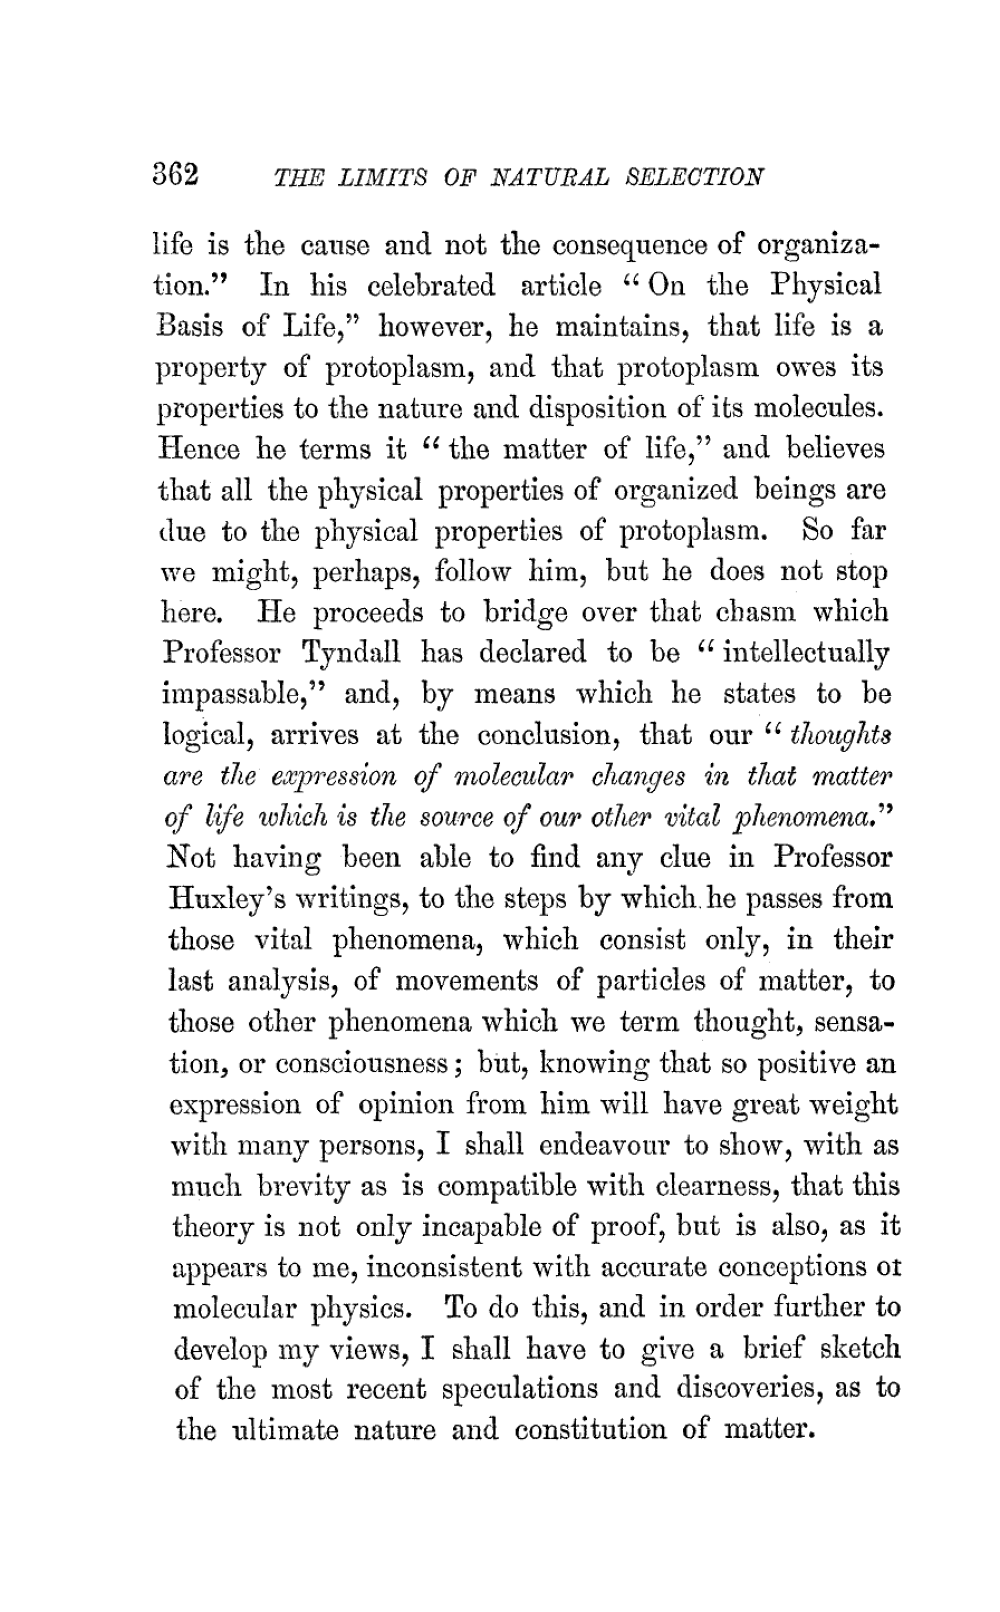 362 THE LIMITS OF NATURAL SELECTION
life is the cause and not the consequence of organiza-
tion.” In his celebrated article “ On the Physical
Basis of Life,” however, he maintains, that life is a
property of protoplasm, and that protoplasm owes its
properties to the nature and disposition of its molecules.
Hence he terms it “ the matter of life,” and believes
that all the physical properties of organized beings are
due to the physical properties of protoplasm. So far
we might, perhaps, follow him, but he does not stop
here. He proceeds to bridge over that chasm which
Professor Tyndall has declared to be “ intellectually
impassable,” and, by means which he states to be
logical, arrives at the conclusion, that our “ thoughts
are the expression of molecular changes in that matter
of life which is the source of our other vital phenomena.”
Not having been able to find any clue in Professor
Huxley’s writings, to the steps by which he passes from
those vital phenomena, which consist only, in their
last analysis, of movements of particles of matter, to
those other phenomena which we term thought, sensa-
tion, or consciousness ; but, knowing that so positive an
expression of opinion from him will have great weight
with many persons, I shall endeavour to show, with as
much brevity as is compatible with clearness, that this
theory is not only incapable of proof, but is also, as it
appears to me, inconsistent with accurate conceptions of
molecular physics. To do this, and in order further to
develop my views, I shall have to give a brief sketch
of the most recent speculations and discoveries, as to
the ultimate nature and constitution of matter.